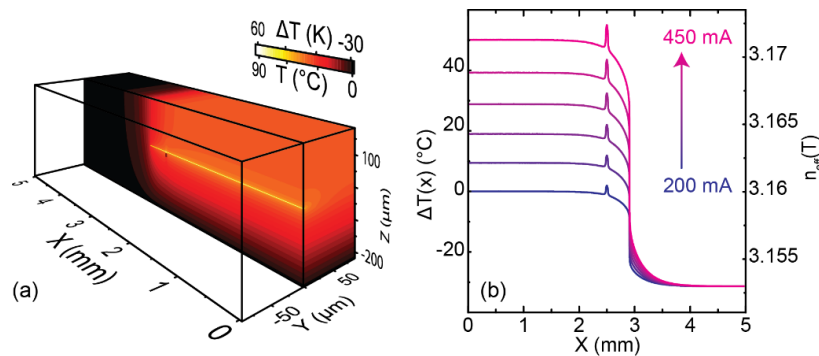 60 ΔT (K) -30
90 T (°C) 0
100
Z (µm)
-200
50
Y (µm)
-50
5
4
3
X (mm)
2
1
0
(a)
40
20
0
-20
ΔT(x) (°C)
450 mA
200 mA
3.17
3.165
3.16
3.155
n_eff(T)
(b)
0 1 2 3 4 5
X (mm)